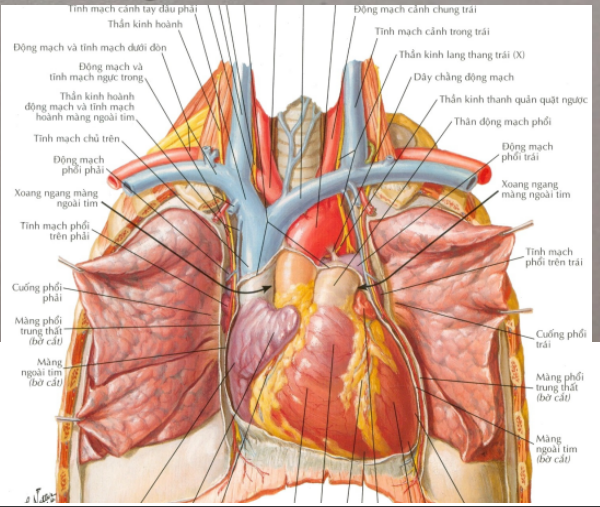 Tĩnh mạch cánh tay đầu phải
Thần kinh hoành
Động mạch và tĩnh mạch dưới đòn
Động mạch và
tĩnh mạch ngực trong
Thần kinh hoành
động mạch và tĩnh mạch
hoành màng ngoài tim
Tĩnh mạch chủ trên
Động mạch
phổi phải
Xoang ngang màng
ngoài tim
Tĩnh mạch phổi
trên phải
Cuống phổi
phải
Màng phổi
trung thất
(bờ cắt)
Màng
ngoài tim
(bờ cắt)
Động mạch cảnh chung trái
Tĩnh mạch cảnh trong trái
Thần kinh lang thang trái (X)
Dây chằng động mạch
Thần kinh thanh quản quặt ngược
Thân động mạch phổi
Động mạch
phổi trái
Xoang ngang
màng ngoài tim
Tĩnh mạch
phổi trên trái
Cuống phổi
trái
Màng phổi
trung thất
(bờ cắt)
Màng
ngoài tim
(bờ cắt)